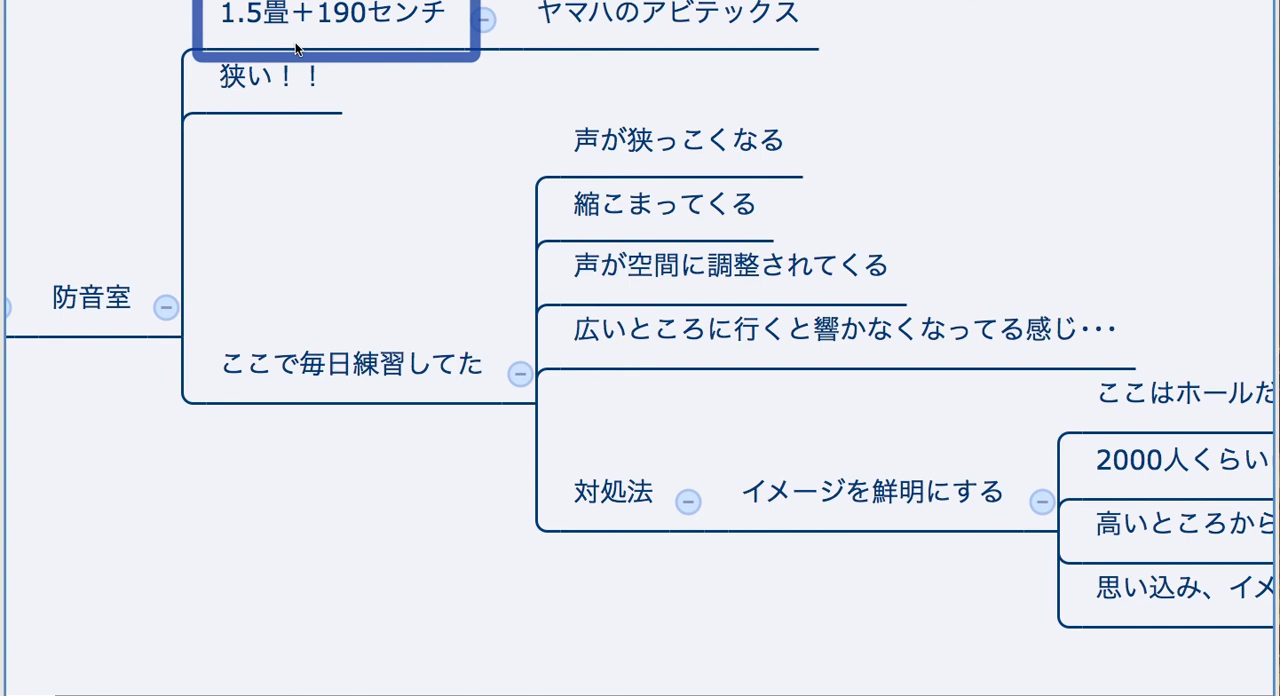 1.5畳＋190センチ
ヤマハのアビテックス
狭い！！
声が狭っこくなる
縮こまってくる
声が空間に調整されてくる
防音室
広いところに行くと響かなくなってる感じ･･･
ここで毎日練習してた
ここはホールだ
2000人くらい
対処法
イメージを鮮明にする
高いところから
思い込み、イメ